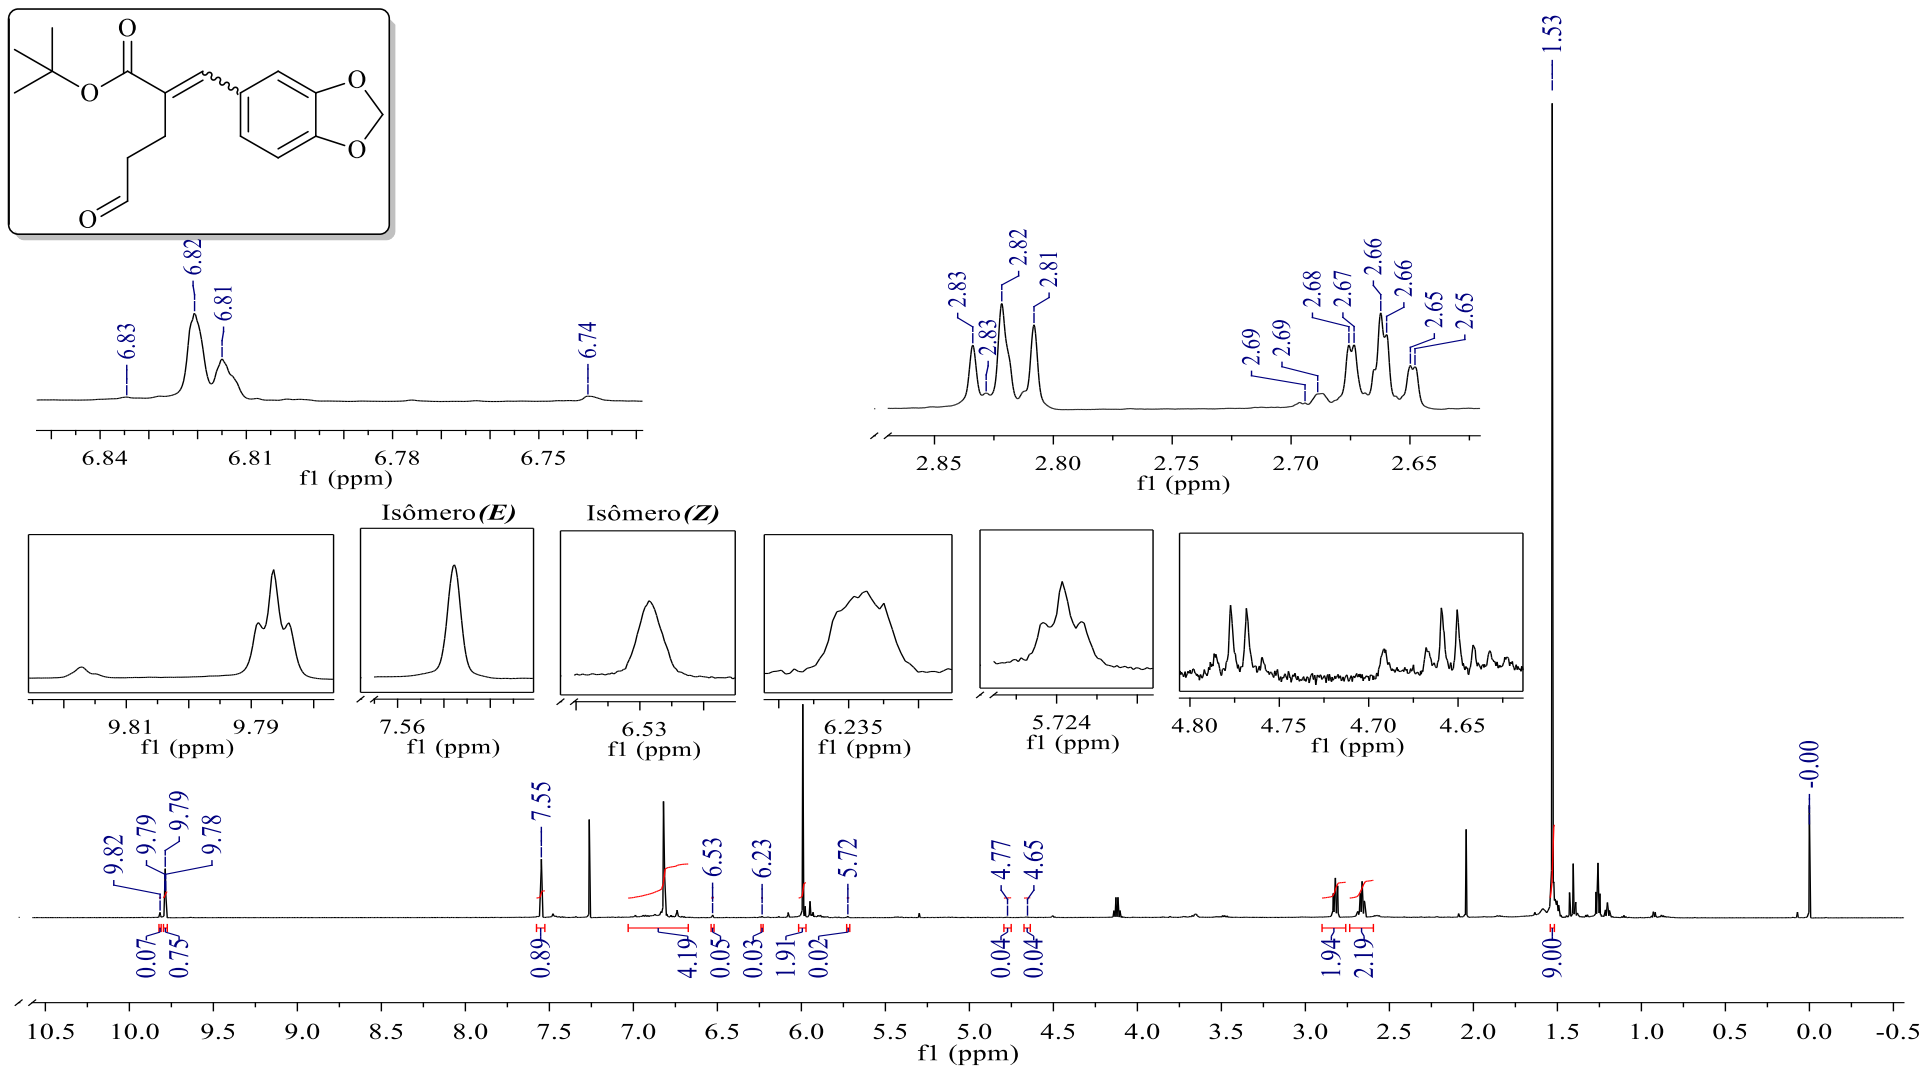 O
O
O
O
O
1.53
6.83
6.82
6.81
6.74
6.84 6.81 6.78 6.75
f1 (ppm)
2.83
2.83
2.82
2.81
2.69
2.69
2.68
2.67
2.66
2.66
2.65
2.65
2.85 2.80 2.75 2.70 2.65
f1 (ppm)
Isômero(E)
Isômero(Z)
9.81 9.79
f1 (ppm)
7.56
f1 (ppm)
6.53
f1 (ppm)
6.235
f1 (ppm)
5.724
f1 (ppm)
4.80 4.75 4.70 4.65
f1 (ppm)
9.82
9.79
9.79
9.78
7.55
6.53
6.23
5.72
4.77
4.65
-0.00
0.07
0.75
0.89
4.19
0.05
0.03
1.91
0.02
0.04
0.04
1.94
2.19
9.00
10.5 10.0 9.5 9.0 8.5 8.0 7.5 7.0 6.5 6.0 5.5 5.0 4.5 4.0 3.5 3.0 2.5 2.0 1.5 1.0 0.5 0.0 -0.5
f1 (ppm)